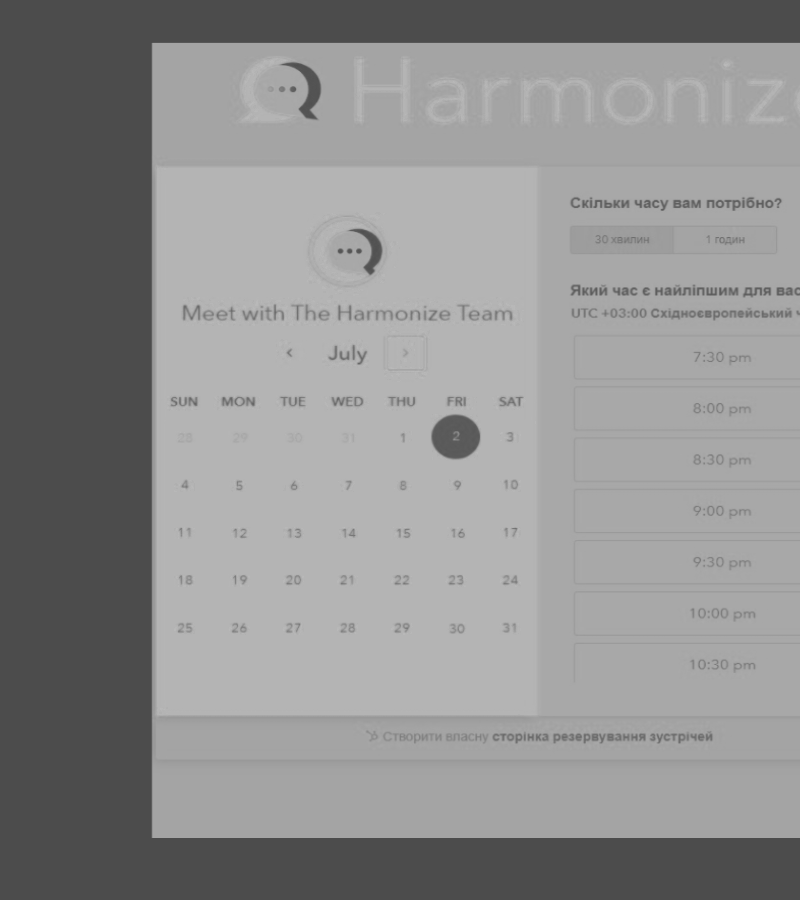 Harmonize
Meet with The Harmonize Team
‹ July ›
SUN MON TUE WED THU FRI SAT
28 29 30 31 1 2 3
4 5 6 7 8 9 10
11 12 13 14 15 16 17
18 19 20 21 22 23 24
25 26 27 28 29 30 31
Скільки часу вам потрібно?
30 хвилин 1 годин
Який час є найліпшим для вас
UTC +03:00 Східноєвропейський ч
7:30 pm
8:00 pm
8:30 pm
9:00 pm
9:30 pm
10:00 pm
10:30 pm
Створити власну сторінка резервування зустрічей